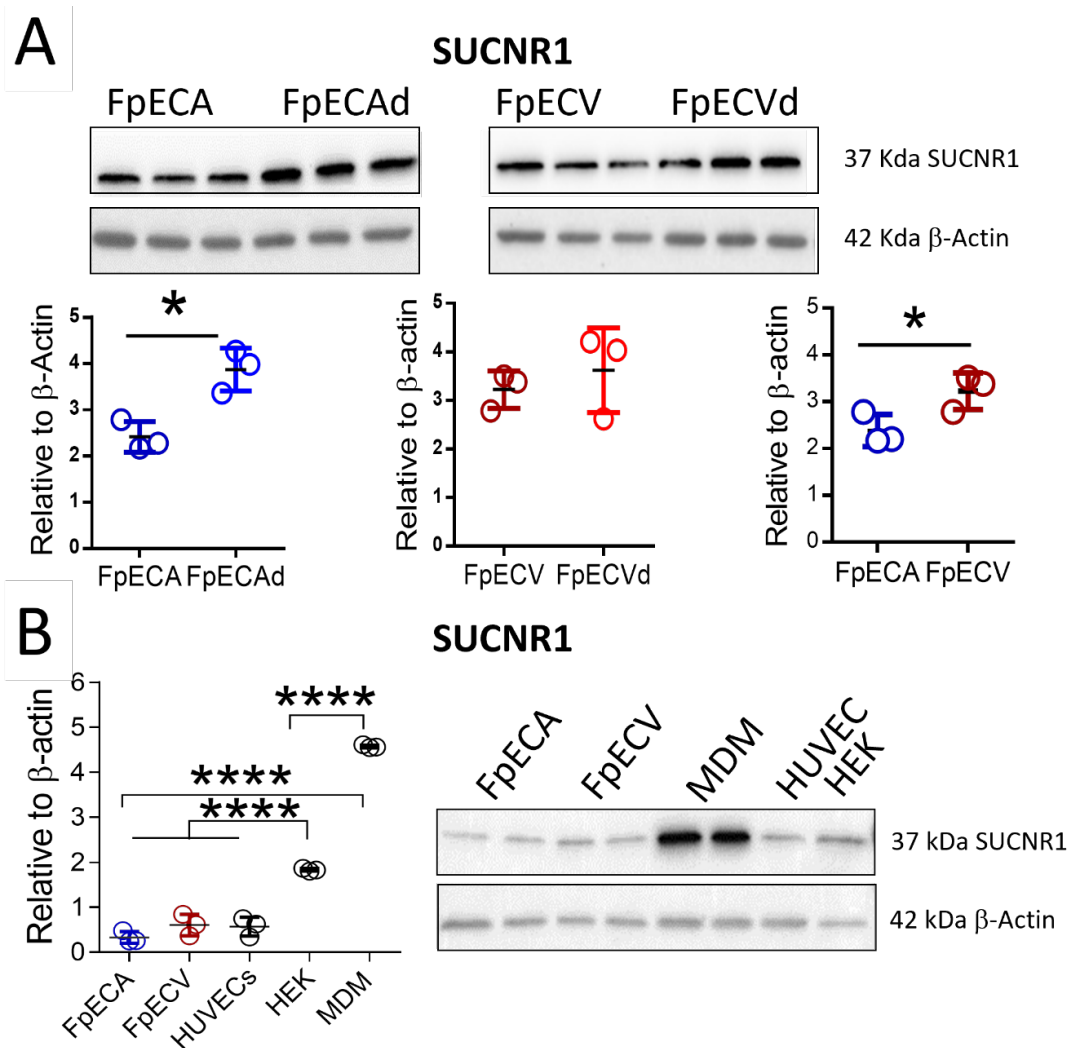 A
SUCNR1
FpECA FpECAd FpECV FpECVd
37 Kda SUCNR1
42 Kda β-Actin
*
Relative to β-Actin
5
4
3
2
1
0
FpECA FpECAd
Relative to β-actin
5
4
3
2
1
0
FpECV FpECVd
*
Relative to β-actin
5
4
3
2
1
0
FpECA FpECV
B
SUCNR1
Relative to β-actin
6
5
4
3
2
1
0
****
****
****
FpECA
FpECV
HUVECs
HEK
MDM
FpECA
FpECV
MDM
HUVEC
HEK
37 kDa SUCNR1
42 kDa β-Actin